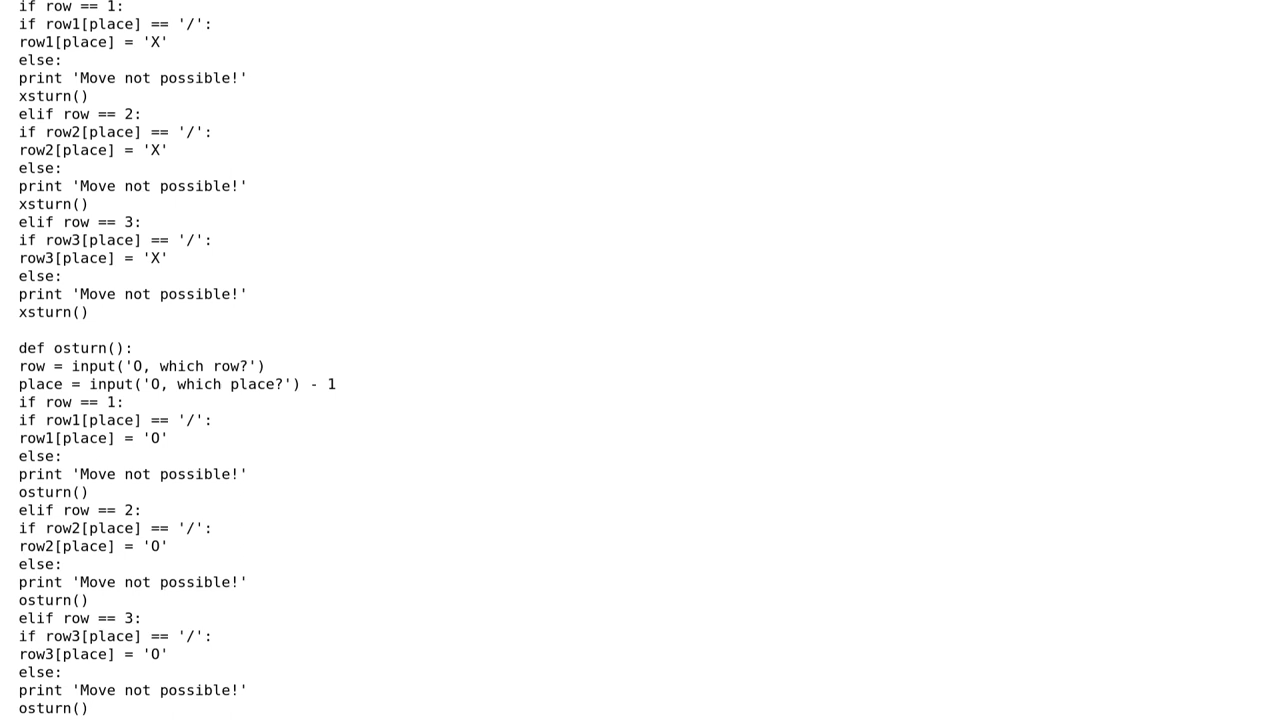 if row == 1:
if row1[place] == '/':
row1[place] = 'X'
else:
print 'Move not possible!'
xsturn()
elif row == 2:
if row2[place] == '/':
row2[place] = 'X'
else:
print 'Move not possible!'
xsturn()
elif row == 3:
if row3[place] == '/':
row3[place] = 'X'
else:
print 'Move not possible!'
xsturn()

def osturn():
row = input('O, which row?')
place = input('O, which place?') - 1
if row == 1:
if row1[place] == '/':
row1[place] = 'O'
else:
print 'Move not possible!'
osturn()
elif row == 2:
if row2[place] == '/':
row2[place] = 'O'
else:
print 'Move not possible!'
osturn()
elif row == 3:
if row3[place] == '/':
row3[place] = 'O'
else:
print 'Move not possible!'
osturn()